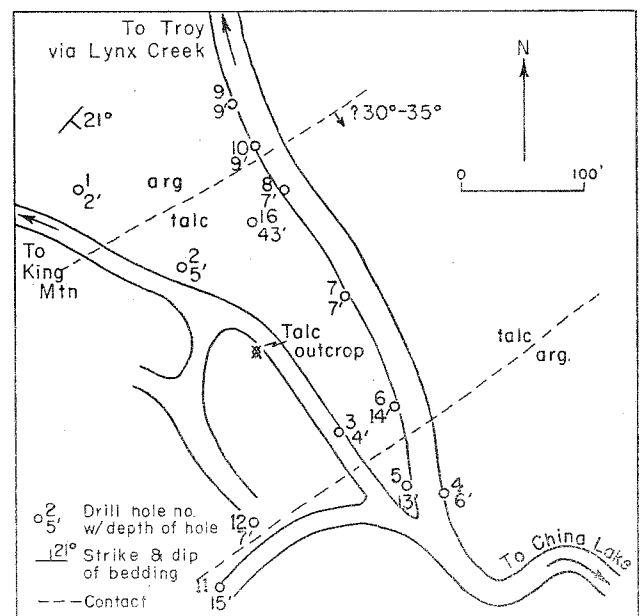 To Troy
via Lynx Creek
N
9
9'
? 30°-35°
21°
10
9'
0 100'
1
2'
arg
8
7'
talc
16
43'
To
King
Mtn
2
5'
7
7'
Talc
outcrop
talc
arg.
6
14'
3
4'
5
13'
4
6'
2
5'
Drill hole no.
w/depth of hole
12
7'
21°
Strike & dip
of bedding
To China Lake
11
15'
Contact